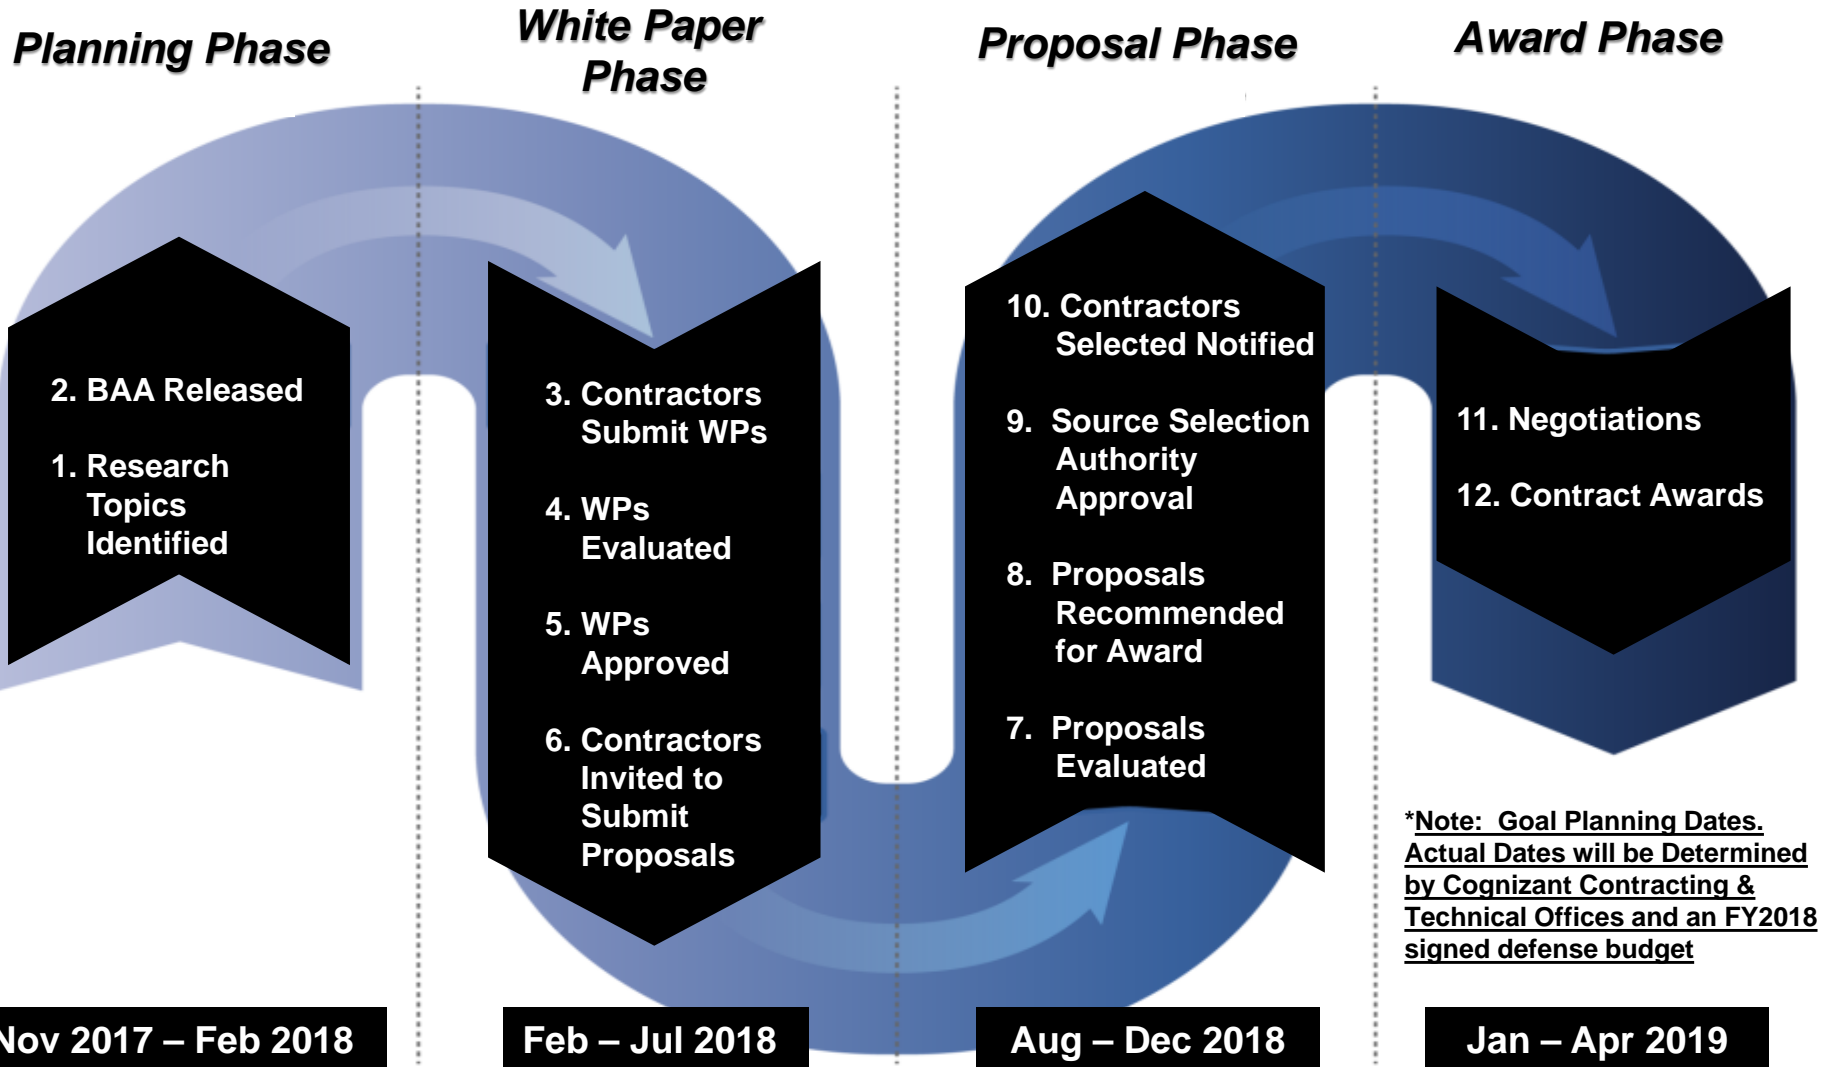 Planning Phase
White Paper
Phase
Proposal Phase
Award Phase
2. BAA Released
1. Research
Topics
Identified
3. Contractors
Submit WPs
4. WPs
Evaluated
5. WPs
Approved
6. Contractors
Invited to
Submit
Proposals
10. Contractors
Selected Notified
9. Source Selection
Authority
Approval
8. Proposals
Recommended
for Award
7. Proposals
Evaluated
11. Negotiations
12. Contract Awards
*Note: Goal Planning Dates.
Actual Dates will be Determined
by Cognizant Contracting &
Technical Offices and an FY2018
signed defense budget
Nov 2017 – Feb 2018
Feb – Jul 2018
Aug – Dec 2018
Jan – Apr 2019